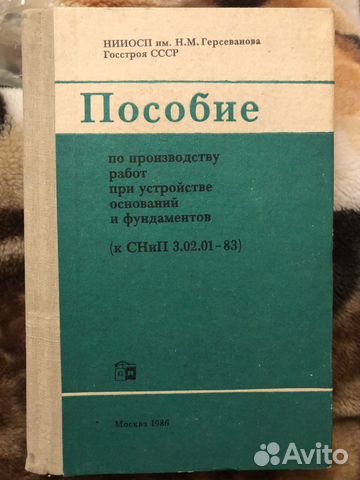 НИИОСП им. Н.М. Герсеванова
Госстроя СССР
Пособие
по производству
работ
при устройстве
оснований
и фундаментов
(к СНиП 3.02.01-83)
Москва 1986
Avito